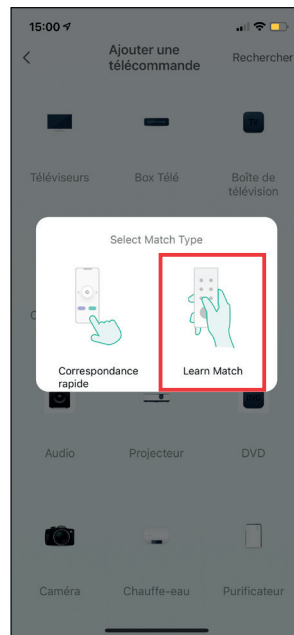 15:00
Ajouter une
télécommande
Rechercher
Téléviseurs
Box Télé
Boîte de
télévision
Select Match Type
Correspondance
rapide
Learn Match
Audio
Projecteur
DVD
Caméra
Chauffe-eau
Purificateur